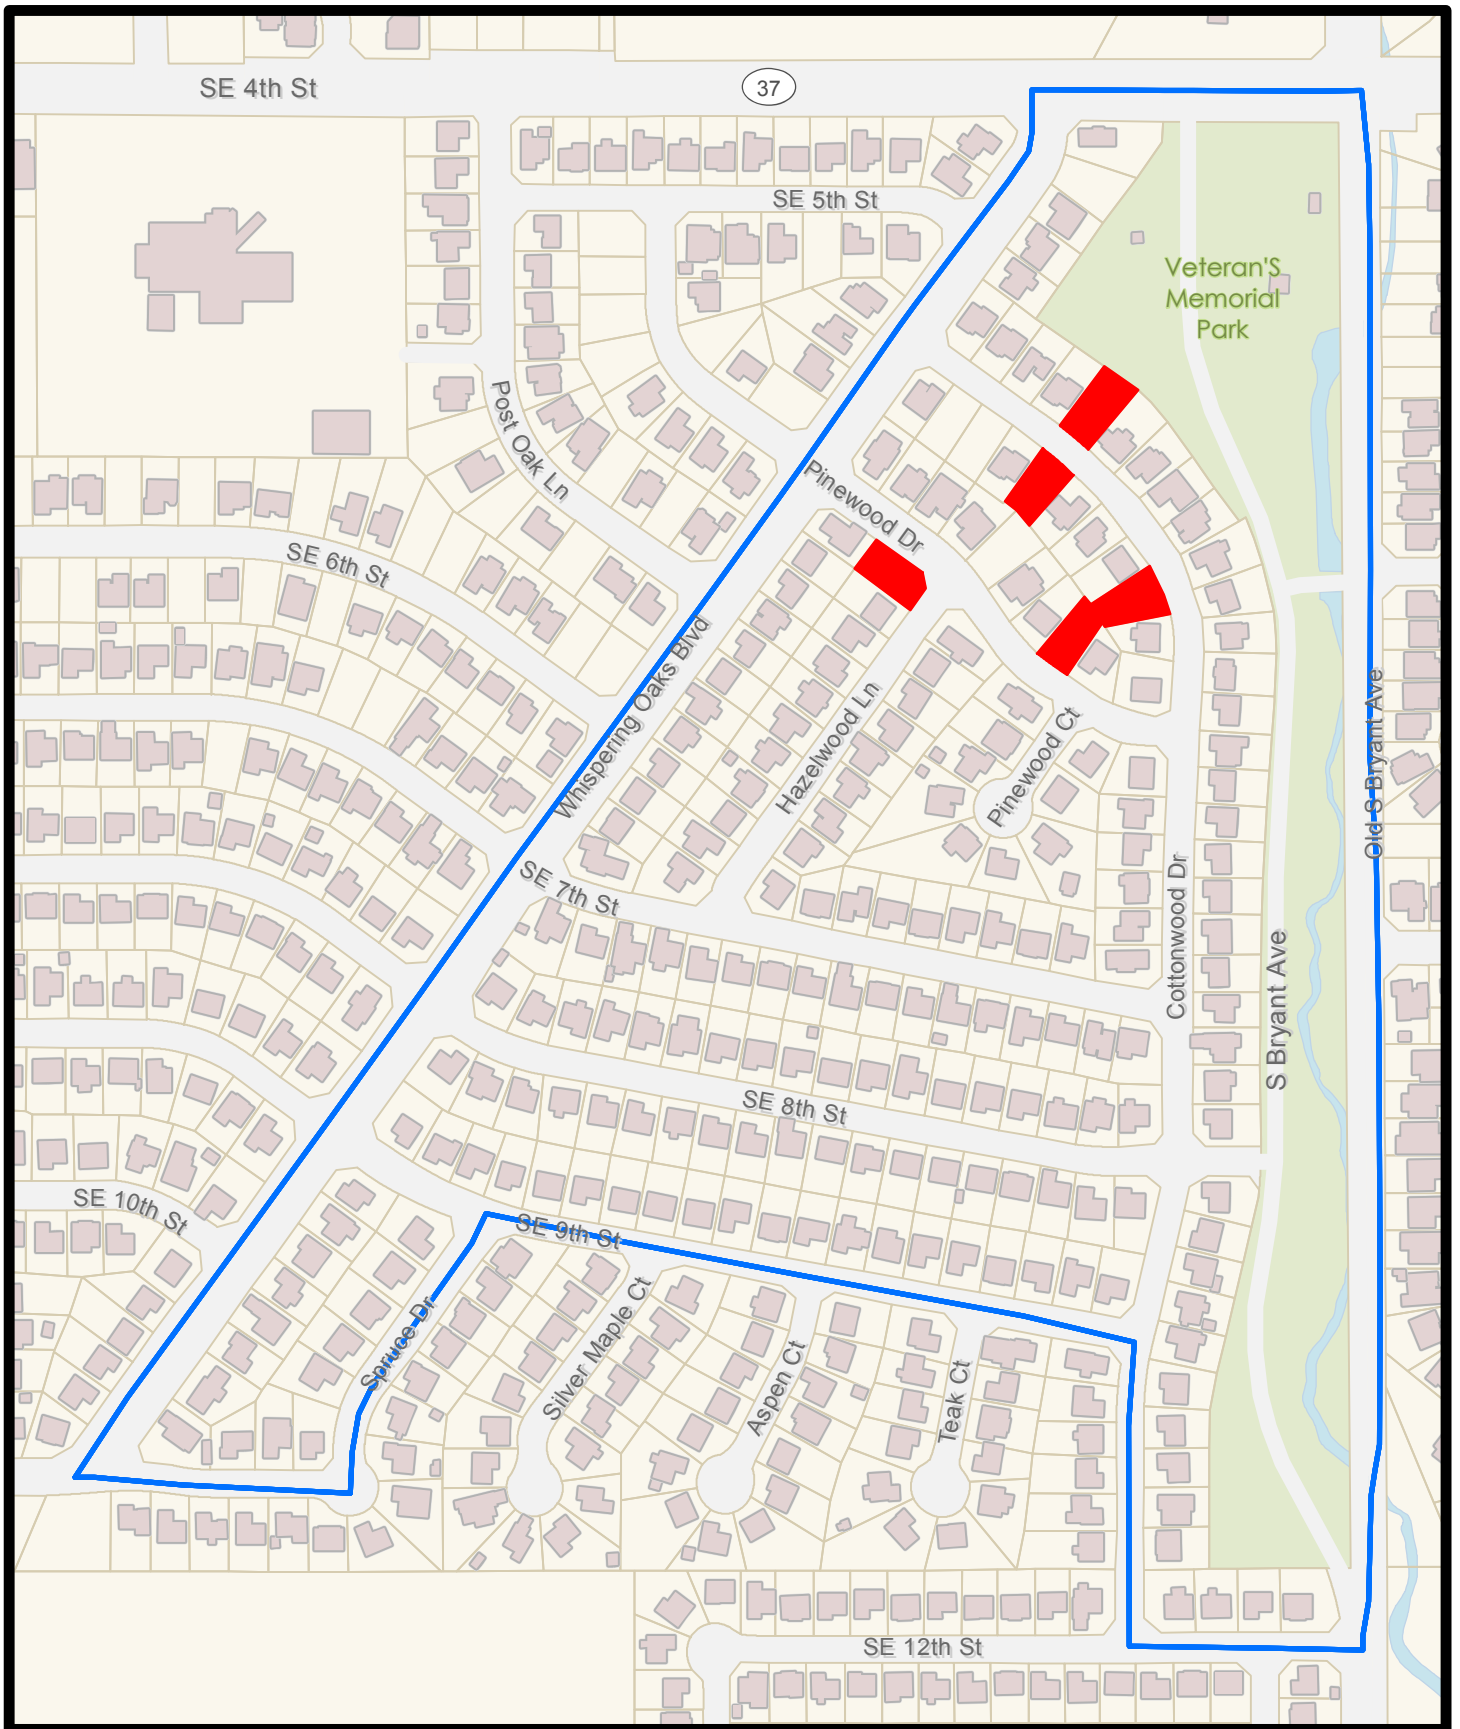 SE 4th St
37
SE 5th St
Veteran'S
Memorial
Park
Post Oak Ln
Pinewood Dr
SE 6th St
Whispering Oaks Blvd
Hazelwood Ln
Pinewood Ct
Old S Bryant Ave
SE 7th St
Cottonwood Dr
S Bryant Ave
SE 8th St
SE 10th St
SE 9th St
Spruce Dr
Silver Maple Ct
Aspen Ct
Teak Ct
SE 12th St